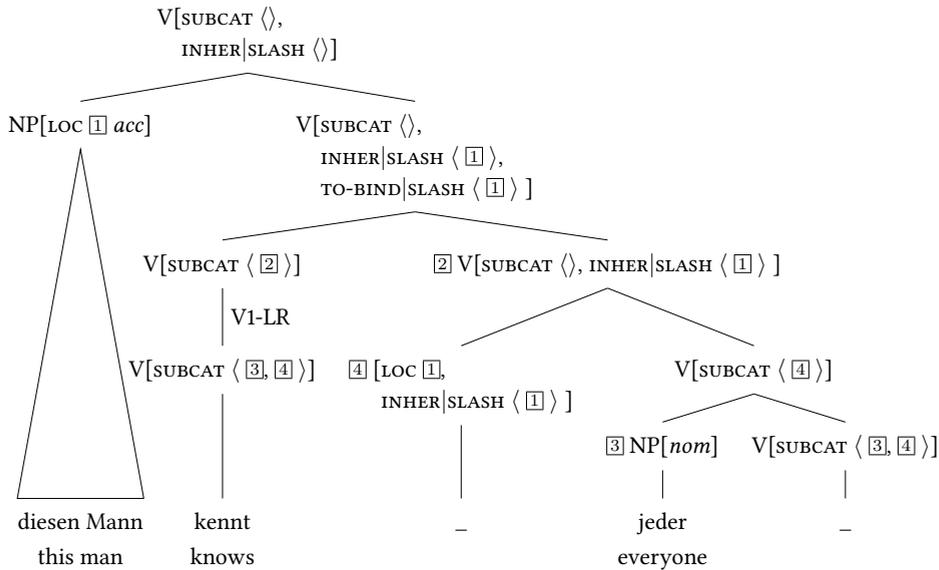 V[SUBCAT ⟨⟩,
INHER|SLASH ⟨⟩]
NP[LOC 1 acc]
V[SUBCAT ⟨⟩,
INHER|SLASH ⟨ 1 ⟩,
TO-BIND|SLASH ⟨ 1 ⟩ ]
V[SUBCAT ⟨ 2 ⟩]
2 V[SUBCAT ⟨⟩, INHER|SLASH ⟨ 1 ⟩ ]
V1-LR
V[SUBCAT ⟨ 3, 4 ⟩]
4 [LOC 1,
INHER|SLASH ⟨ 1 ⟩ ]
V[SUBCAT ⟨ 4 ⟩]
3 NP[nom]
V[SUBCAT ⟨ 3, 4 ⟩]
diesen Mann kennt _ jeder _
this man knows everyone